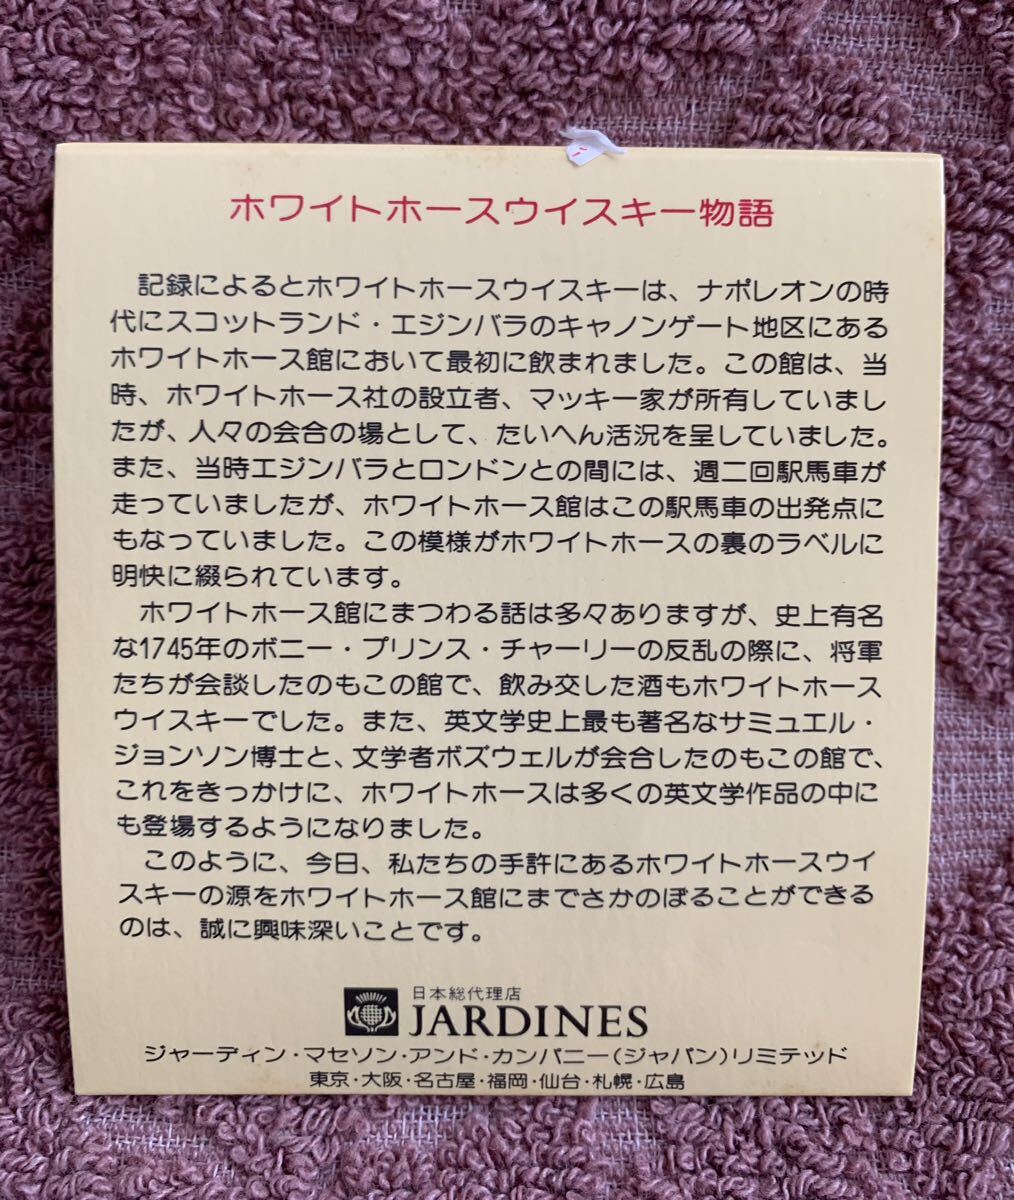 ホワイトホースウイスキー物語
記録によるとホワイトホースウイスキーは、ナポレオンの時
代にスコットランド・エジンバラのキャノンゲート地区にある
ホワイトホース館において最初に飲まれました。この館は、当
時、ホワイトホース社の設立者、マッキー家が所有していまし
たが、人々の会合の場として、たいへん活況を呈していました。
また、当時エジンバラとロンドンとの間には、週二回駅馬車が
走っていましたが、ホワイトホース館はこの駅馬車の出発点に
もなっていました。この模様がホワイトホースの裏のラベルに
明快に綴られています。
ホワイトホース館にまつわる話は多々ありますが、史上有名
な1745年のボニー・プリンス・チャーリーの反乱の際に、将軍
たちが会談したのもこの館で、飲み交した酒もホワイトホース
ウイスキーでした。また、英文学史上最も著名なサミュエル・
ジョンソン博士と、文学者ボズウェルが会合したのもこの館で、
これをきっかけに、ホワイトホースは多くの英文学作品の中に
も登場するようになりました。
このように、今日、私たちの手許にあるホワイトホースウイ
スキーの源をホワイトホース館にまでさかのぼることができる
のは、誠に興味深いことです。
日本総代理店
JARDINES
ジャーディン・マセソン・アンド・カンパニー(ジャパン)リミテッド
東京・大阪・名古屋・福岡・仙台・札幌・広島